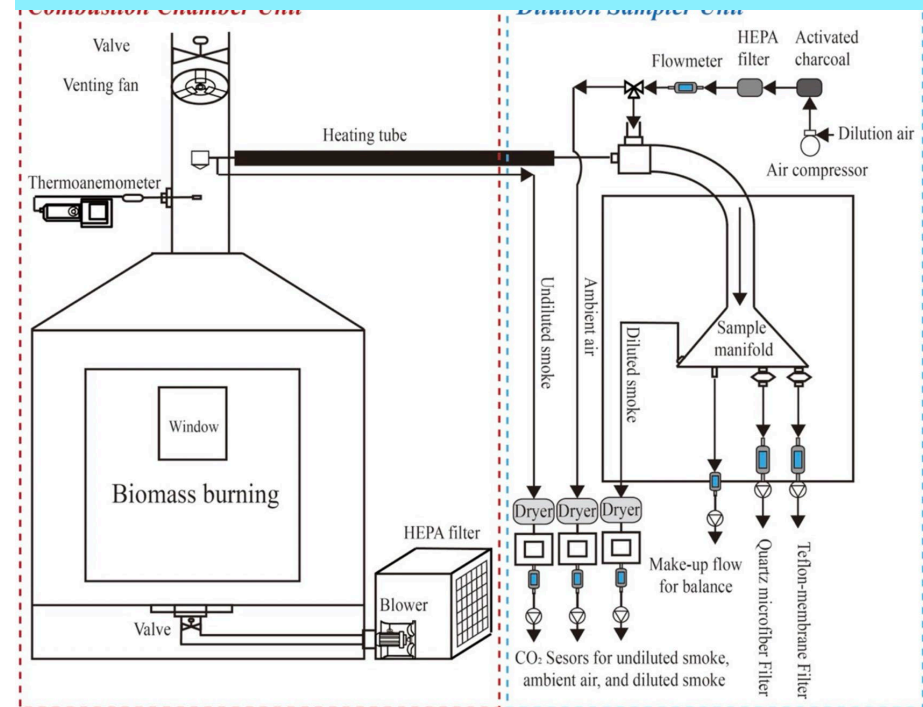 Combustion Chamber Unit
Dilution Sampler Unit
Valve
Venting fan
Thermoanemometer
Heating tube
Flowmeter
HEPA
filter
Activated
charcoal
Dilution air
Air compressor
Undiluted smoke
Ambient air
Diluted smoke
Sample
manifold
Window
Biomass burning
HEPA filter
Blower
Valve
Dryer
Dryer
Dryer
Make-up flow
for balance
Quartz microfiber Filter
Teflon-membrane Filter
CO₂ Sesors for undiluted smoke,
ambient air, and diluted smoke